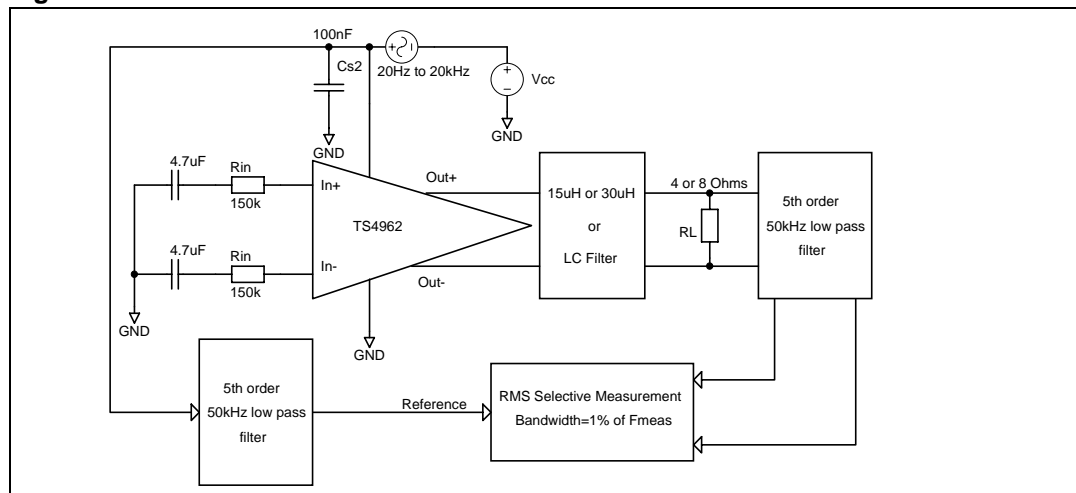 100nF
Cs2
20Hz to 20kHz
Vcc
GND
GND
4.7uF
Rin
150k
In+
Out+
TS4962
15uH or 30uH
or
LC Filter
4 or 8 Ohms
RL
5th order
50kHz low pass
filter
4.7uF
Rin
150k
In-
Out-
GND
GND
5th order
50kHz low pass
filter
Reference
RMS Selective Measurement
Bandwidth=1% of Fmeas